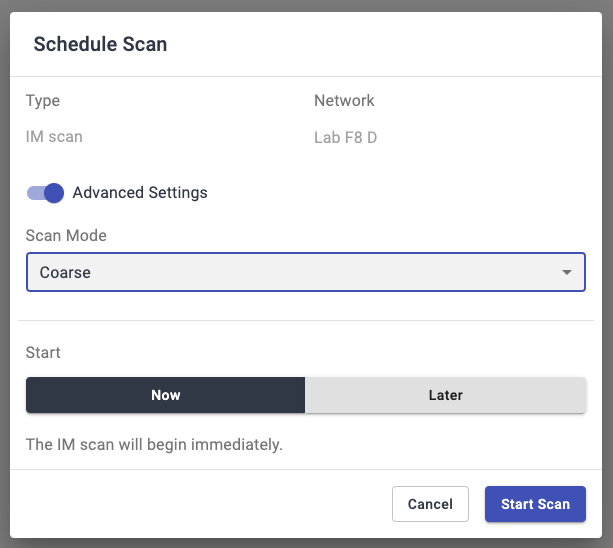 Schedule Scan
Type
Network
IM scan
Lab F8 D
Advanced Settings
Scan Mode
Coarse
Start
Now
Later
The IM scan will begin immediately.
Cancel
Start Scan